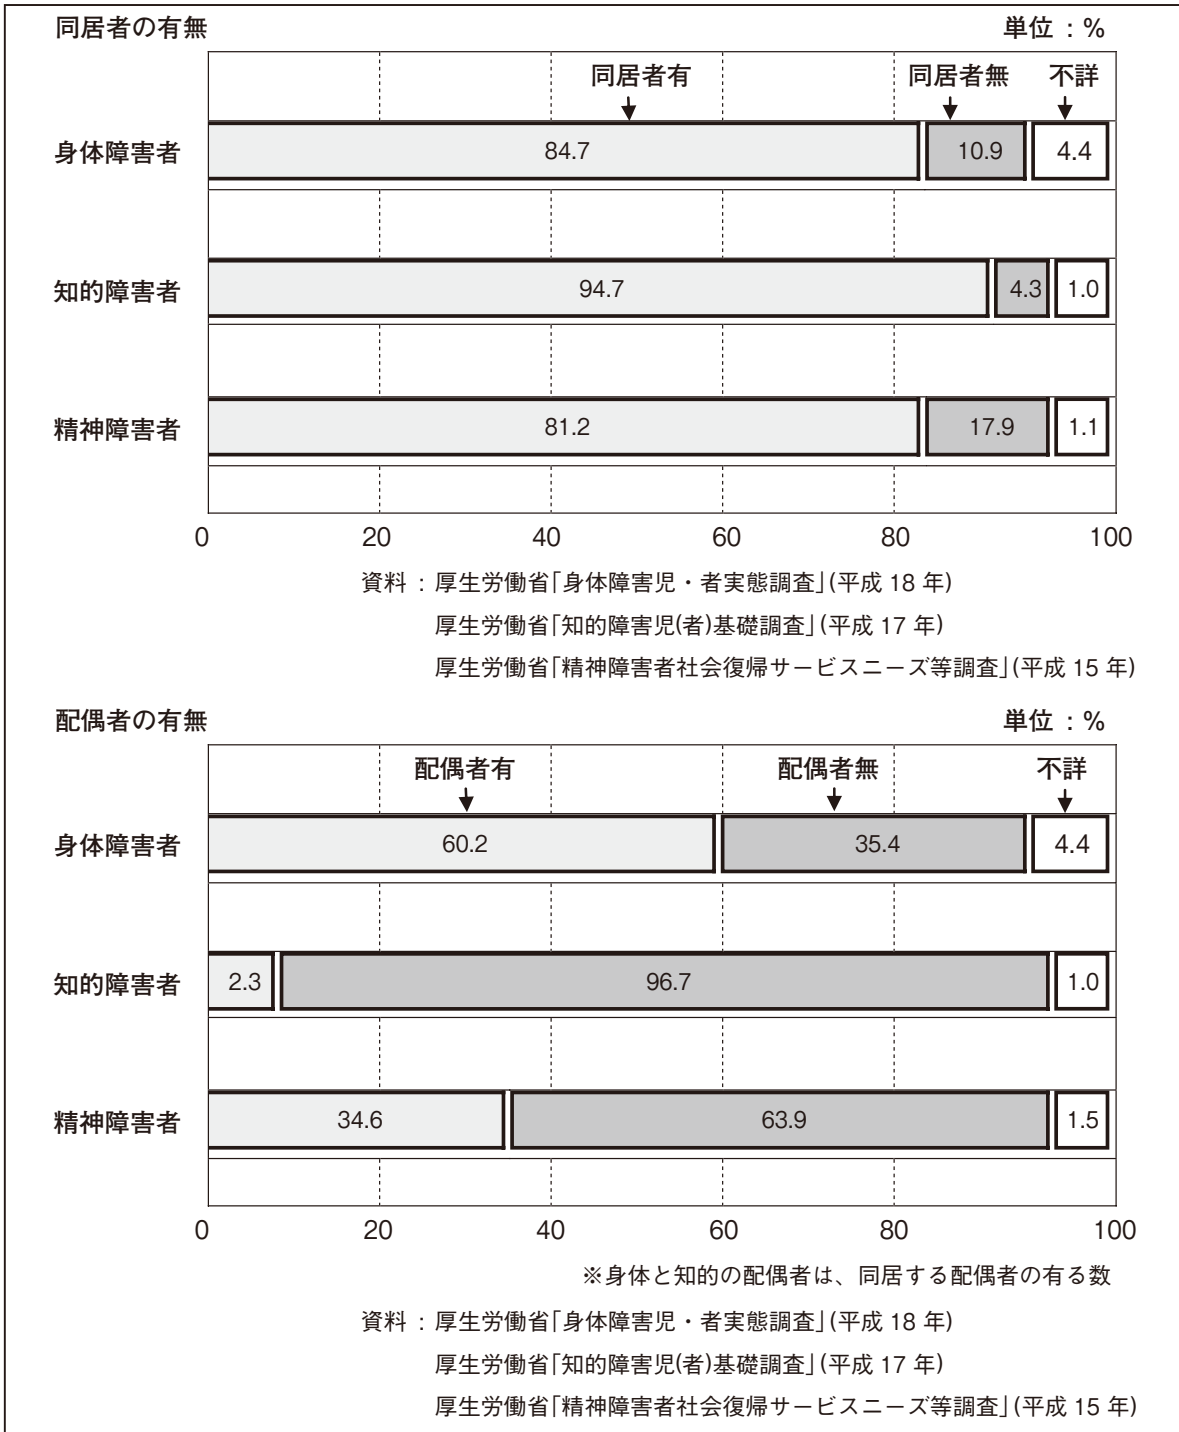 同居者の有無 単位：%
同居者有 同居者無 不詳
身体障害者 84.7 10.9 4.4
知的障害者 94.7 4.3 1.0
精神障害者 81.2 17.9 1.1
0 20 40 60 80 100
資料：厚生労働省｢身体障害児・者実態調査｣(平成 18 年)
厚生労働省｢知的障害児(者)基礎調査｣(平成 17 年)
厚生労働省｢精神障害者社会復帰サービスニーズ等調査｣(平成 15 年)
配偶者の有無 単位：%
配偶者有 配偶者無 不詳
身体障害者 60.2 35.4 4.4
知的障害者 2.3 96.7 1.0
精神障害者 34.6 63.9 1.5
0 20 40 60 80 100
※身体と知的の配偶者は、同居する配偶者の有る数
資料：厚生労働省｢身体障害児・者実態調査｣(平成 18 年)
厚生労働省｢知的障害児(者)基礎調査｣(平成 17 年)
厚生労働省｢精神障害者社会復帰サービスニーズ等調査｣(平成 15 年)